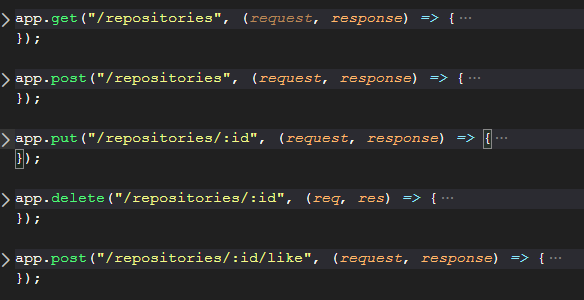 app.get("/repositories", (request, response) => {···
});
app.post("/repositories", (request, response) => {···
});
app.put("/repositories/:id", (request, response) => {···
});
app.delete("/repositories/:id", (req, res) => {···
});
app.post("/repositories/:id/like", (request, response) => {···
});